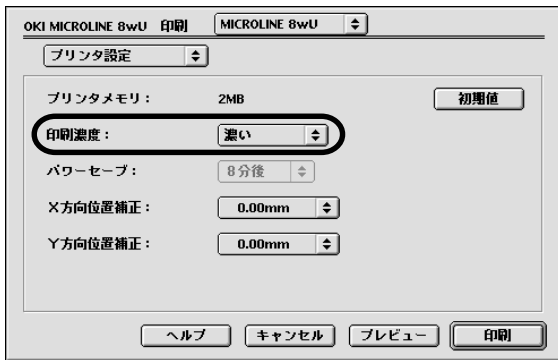 OKI MICROLINE 8wU 印刷 MICROLINE 8wU
プリンタ設定
プリンタメモリ： 2MB 初期値
印刷濃度： 濃い
パワーセーブ： 8分後
X方向位置補正： 0.00mm
Y方向位置補正： 0.00mm
ヘルプ キャンセル プレビュー 印刷